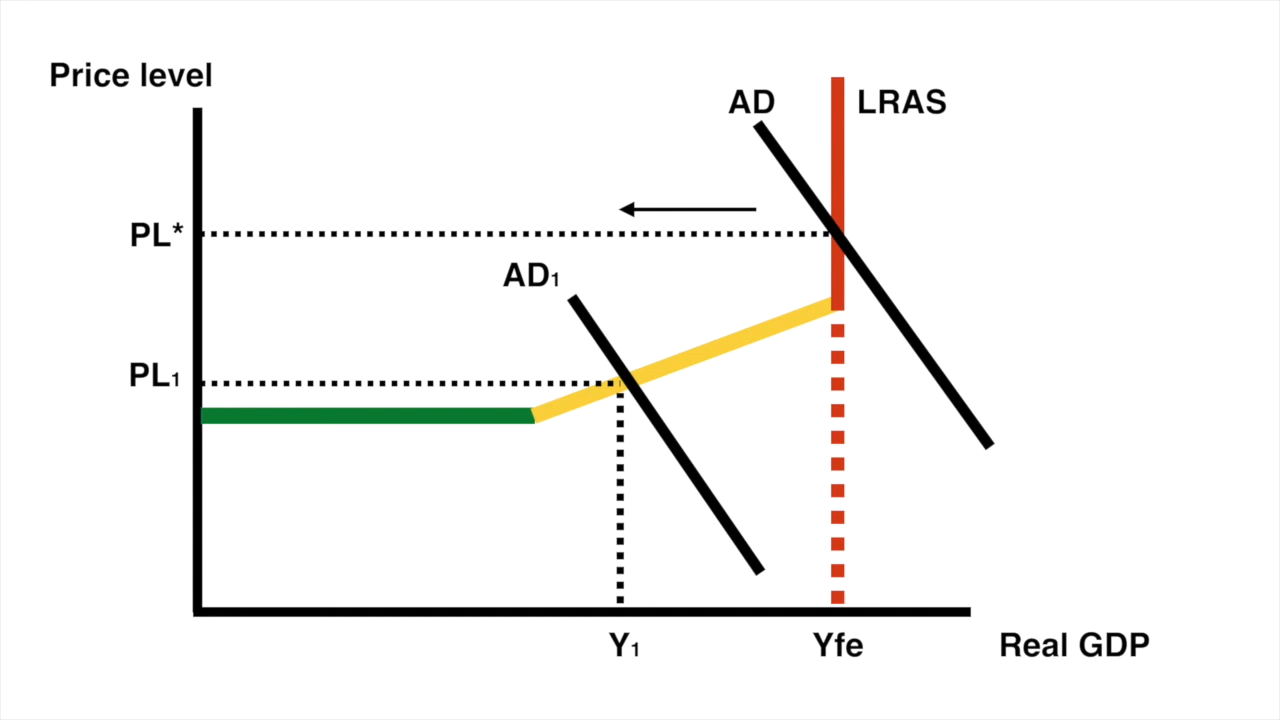 Price level
AD
LRAS
PL*
AD₁
PL₁
Y₁
Yfe
Real GDP